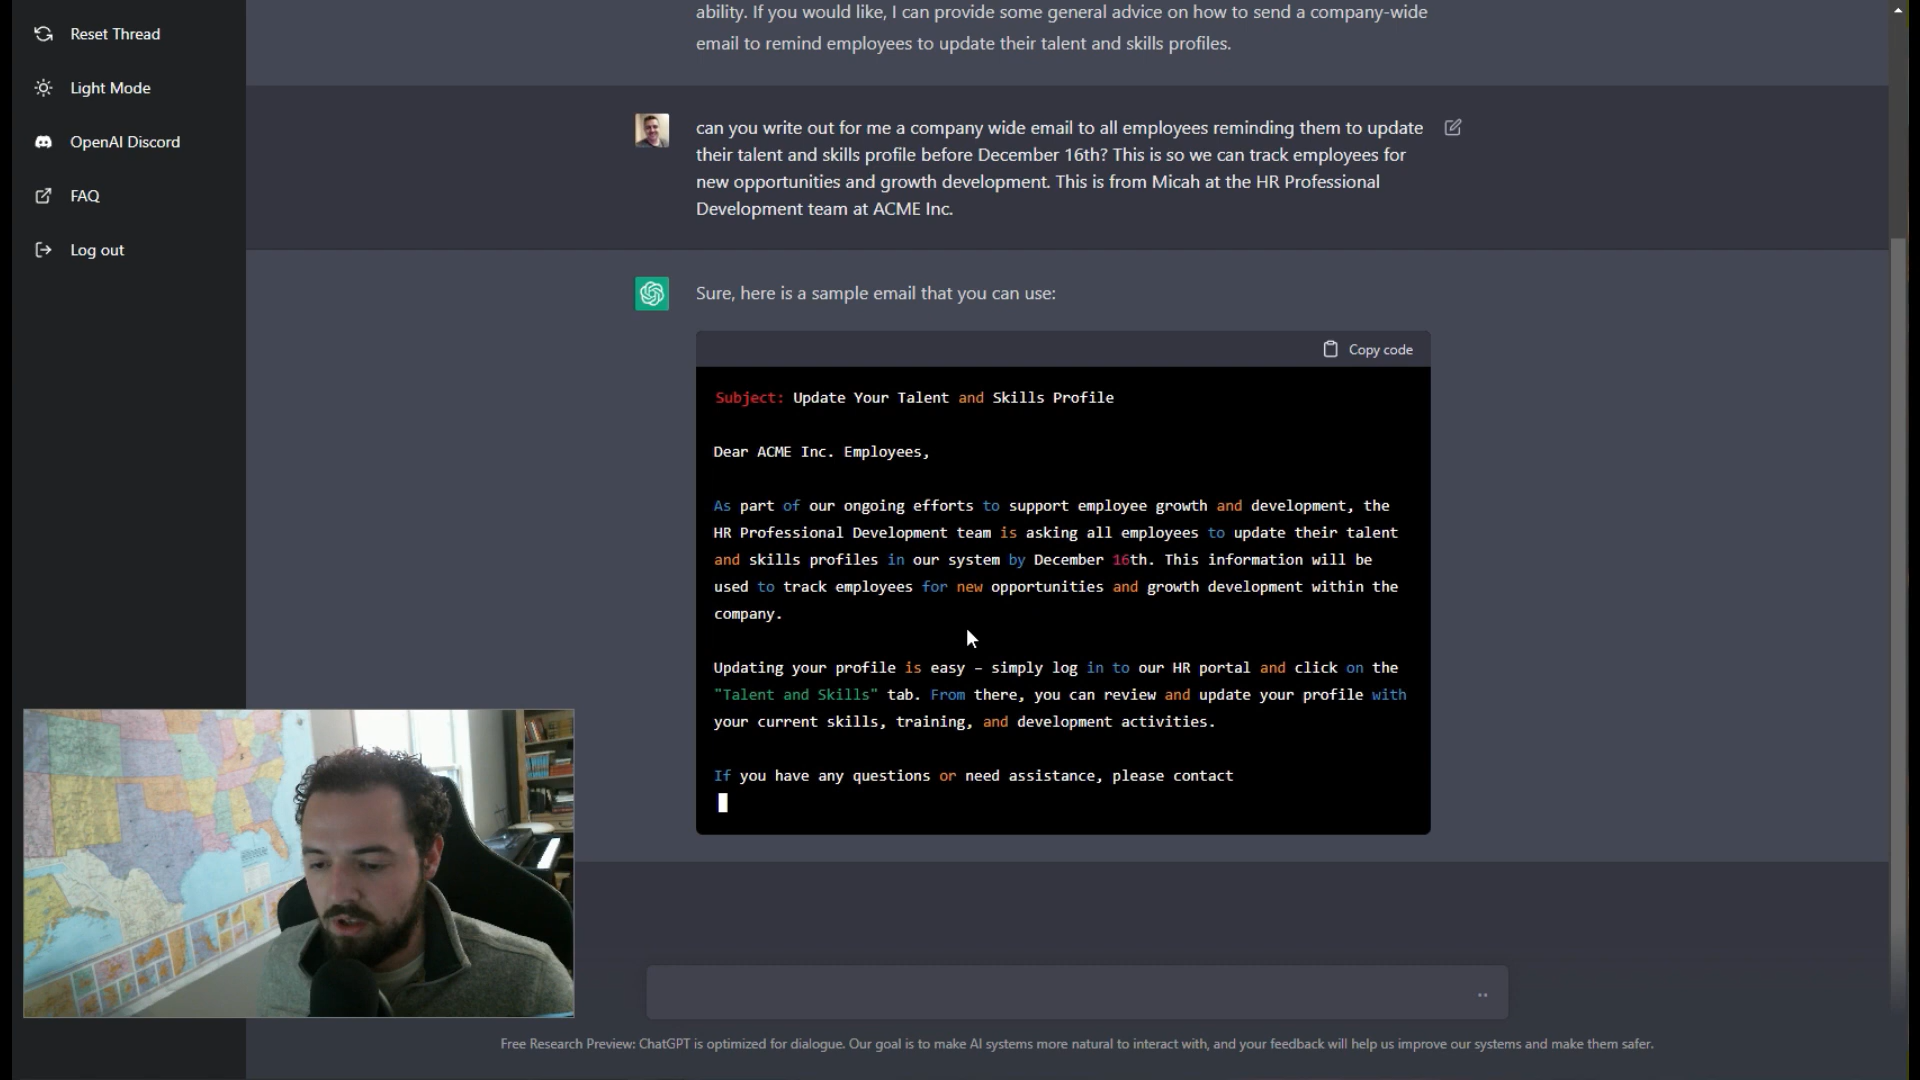 Reset Thread
Light Mode
OpenAI Discord
FAQ
Log out
ability. If you would like, I can provide some general advice on how to send a company-wide
email to remind employees to update their talent and skills profiles.
can you write out for me a company wide email to all employees reminding them to update
their talent and skills profile before December 16th? This is so we can track employees for
new opportunities and growth development. This is from Micah at the HR Professional
Development team at ACME Inc.
Sure, here is a sample email that you can use:
Copy code
Subject: Update Your Talent and Skills Profile
Dear ACME Inc. Employees,
As part of our ongoing efforts to support employee growth and development, the
HR Professional Development team is asking all employees to update their talent
and skills profiles in our system by December 16th. This information will be
used to track employees for new opportunities and growth development within the
company.
Updating your profile is easy – simply log in to our HR portal and click on the
"Talent and Skills" tab. From there, you can review and update your profile with
your current skills, training, and development activities.
If you have any questions or need assistance, please contact
Free Research Preview: ChatGPT is optimized for dialogue. Our goal is to make AI systems more natural to interact with, and your feedback will help us improve our systems and make them safer.